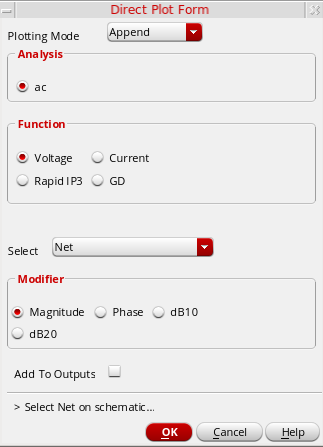 Direct Plot Form
Plotting Mode Append
Analysis
ac
Function
Voltage Current
Rapid IP3 GD
Select Net
Modifier
Magnitude Phase dB10
dB20
Add To Outputs
> Select Net on schematic...
OK Cancel Help